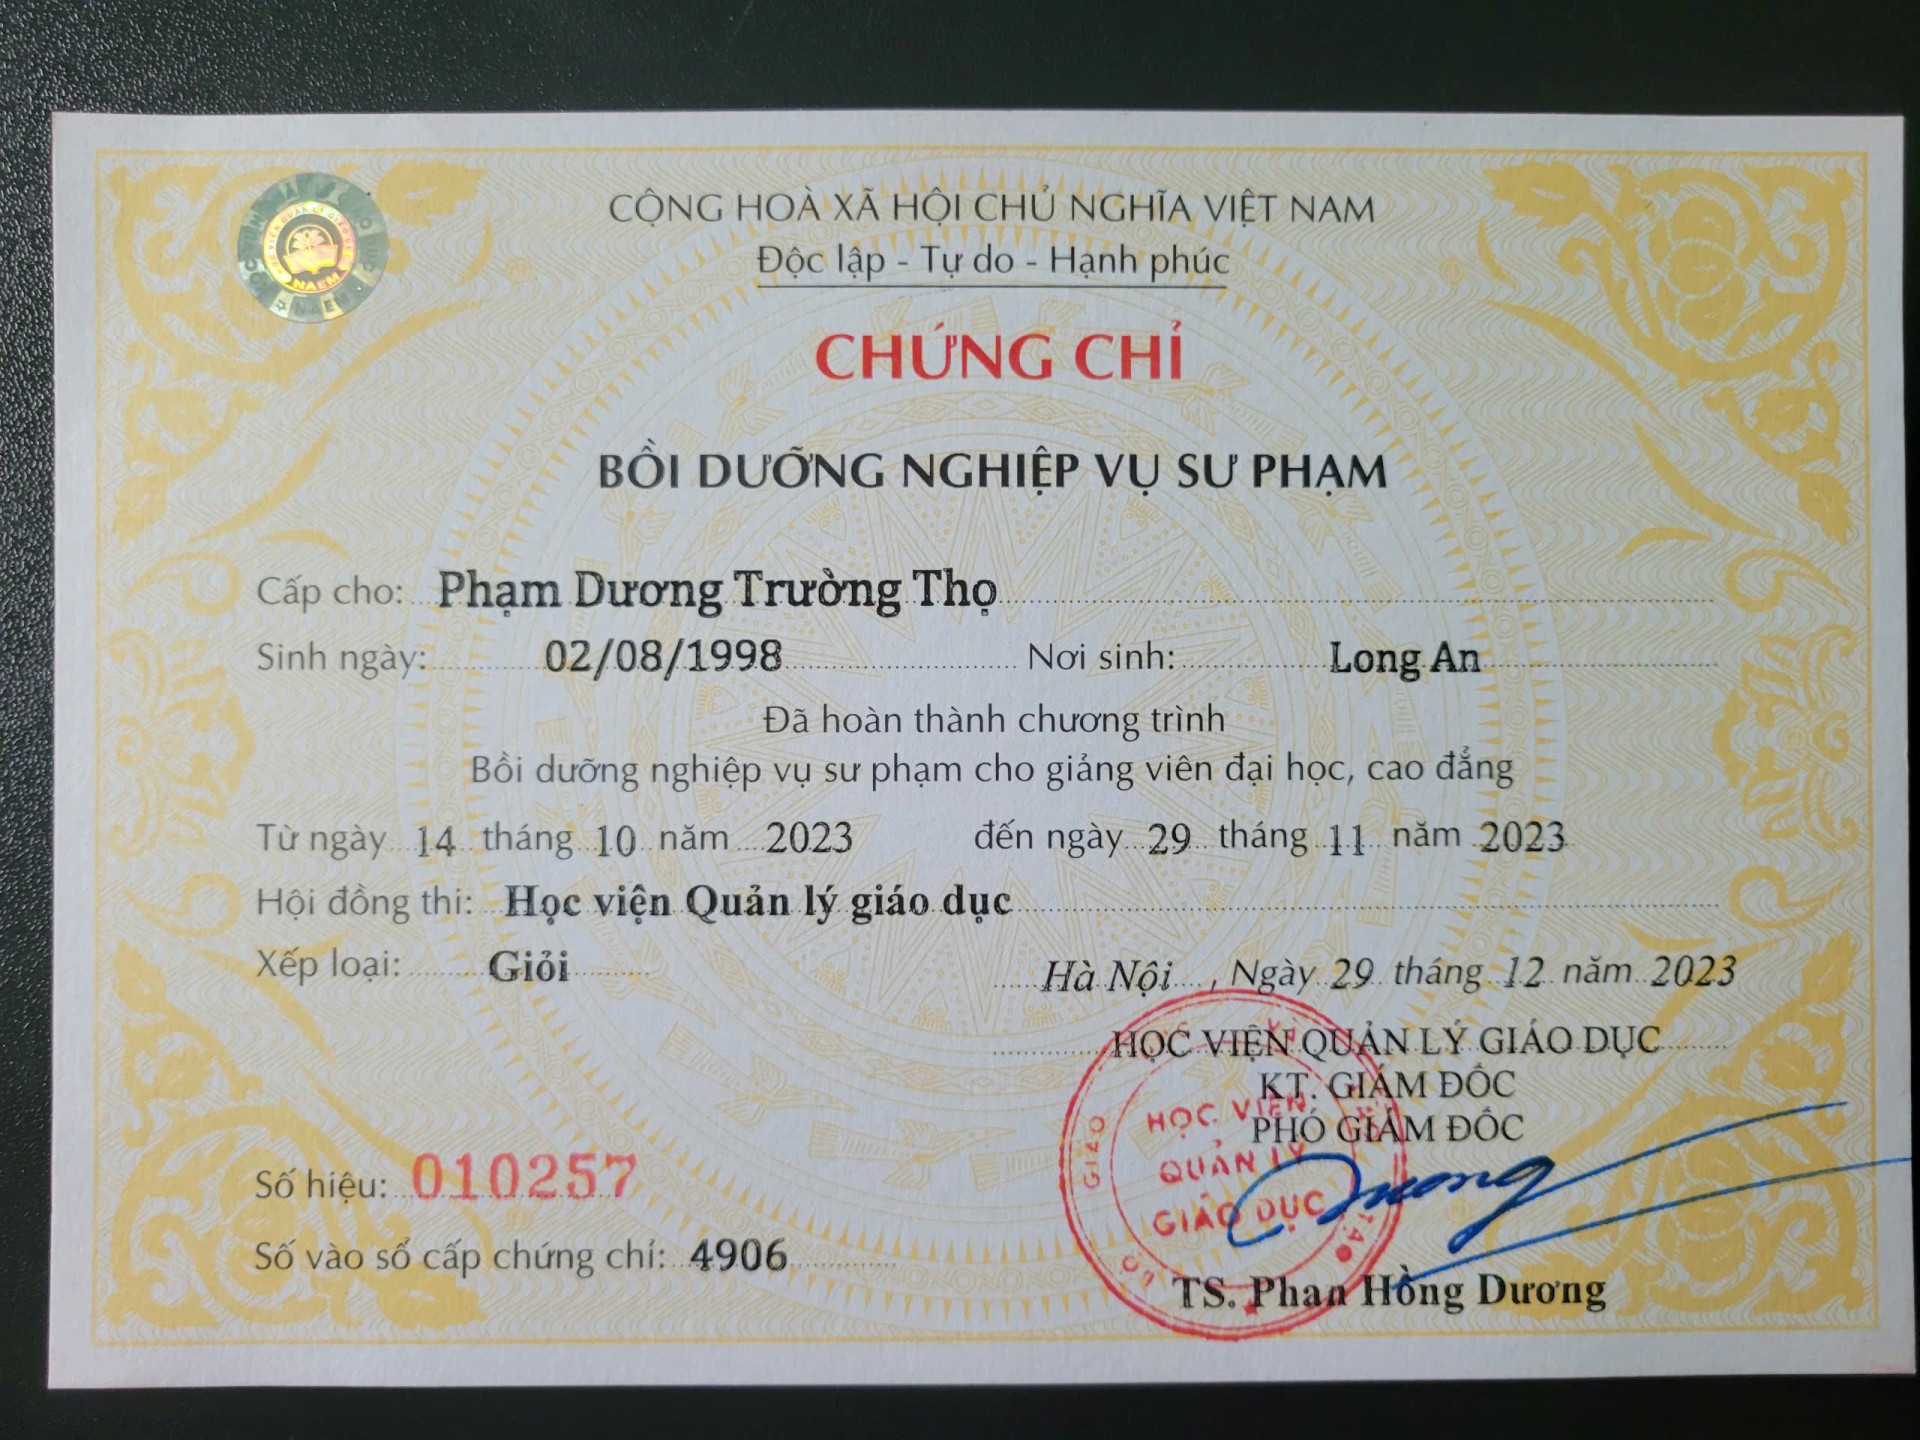 CỘNG HOÀ XÃ HỘI CHỦ NGHĨA VIỆT NAM
Độc lập - Tự do - Hạnh phúc
CHỨNG CHỈ
BỒI DƯỠNG NGHIỆP VỤ SƯ PHẠM
Cấp cho: Phạm Dương Trường Thọ
Sinh ngày: 02/08/1998 Nơi sinh: Long An
Đã hoàn thành chương trình
Bồi dưỡng nghiệp vụ sư phạm cho giảng viên đại học, cao đẳng
Từ ngày 14 tháng 10 năm 2023 đến ngày 29 tháng 11 năm 2023
Hội đồng thi: Học viện Quản lý giáo dục
Xếp loại: Giỏi
Hà Nội, Ngày 29 tháng 12 năm 2023
HỌC VIỆN QUẢN LÝ GIÁO DỤC
KT. GIÁM ĐỐC
PHÓ GIÁM ĐỐC
HỌC VIỆN
QUẢN LÝ
GIÁO DỤC
Số hiệu: 010257
Số vào sổ cấp chứng chỉ: 4906
TS. Phan Hồng Dương
NAEM